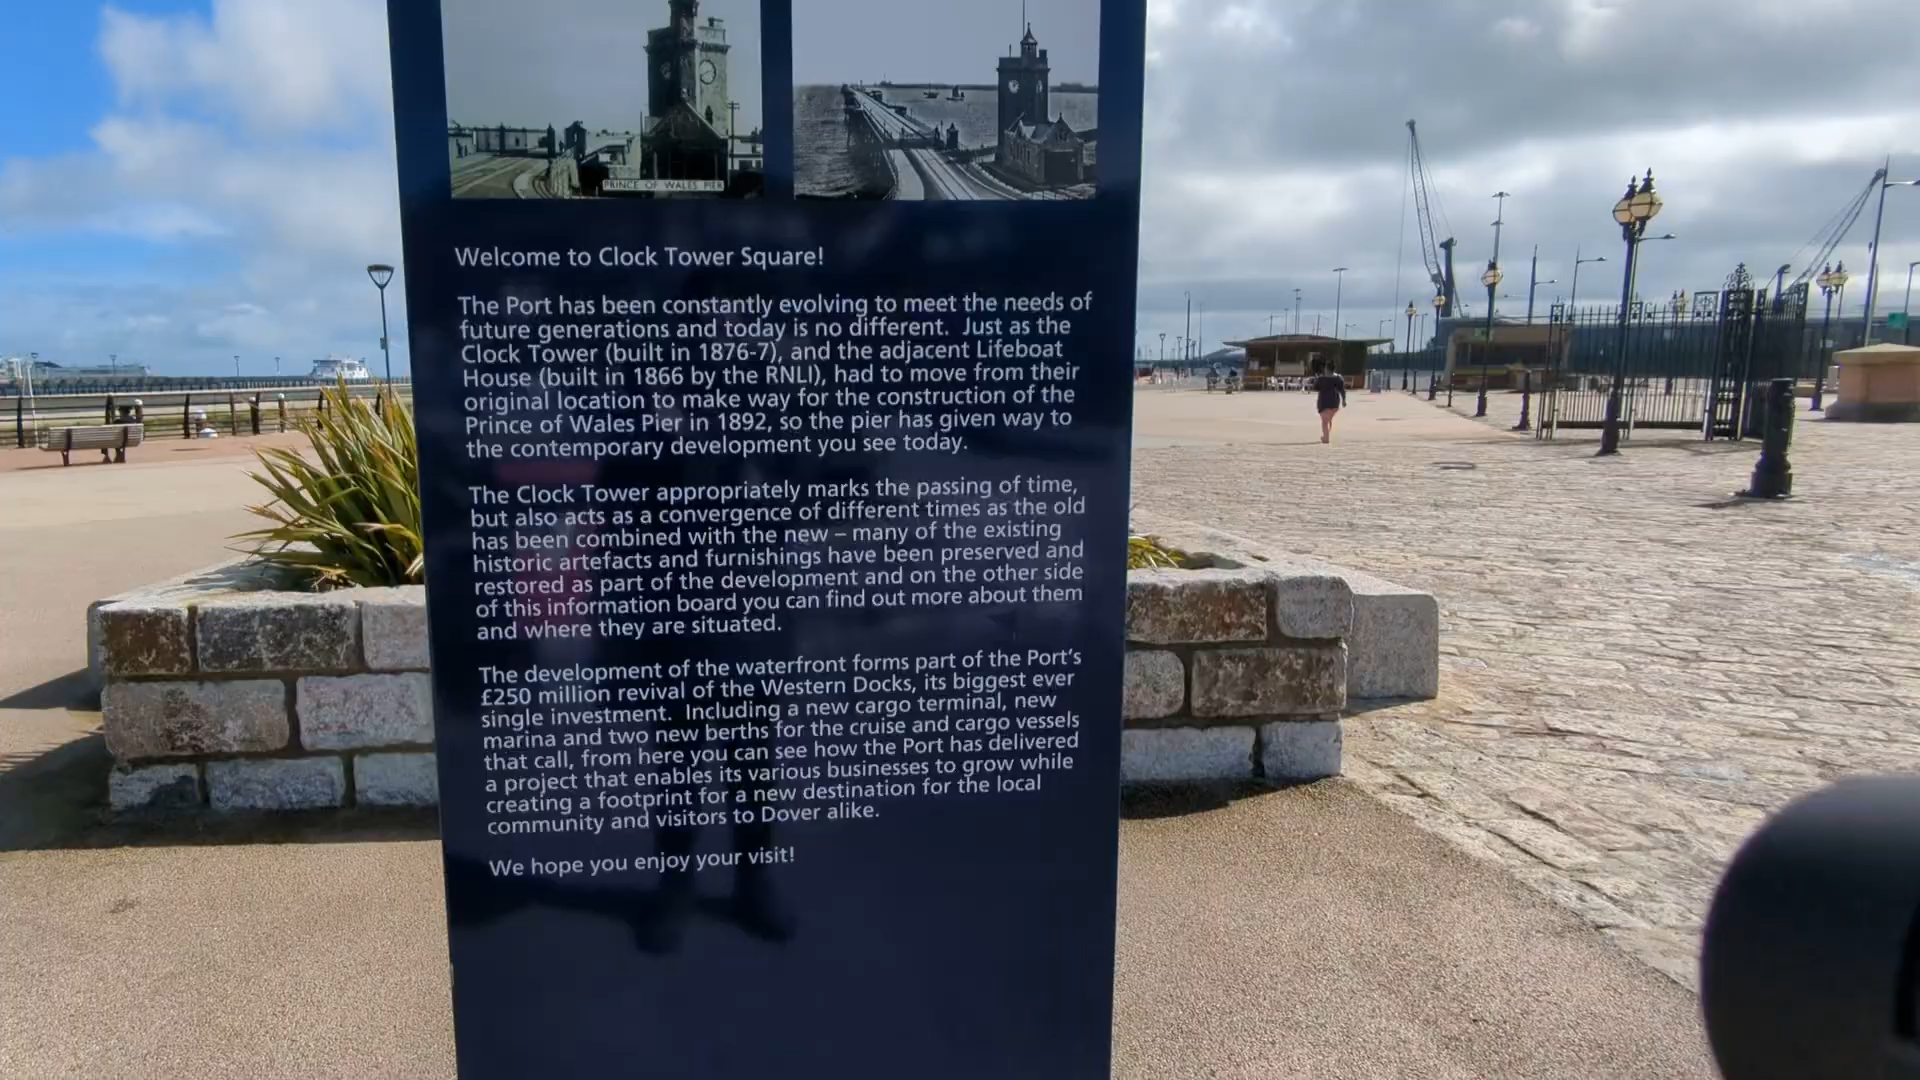 PRINCE OF WALES PIER
Welcome to Clock Tower Square!
The Port has been constantly evolving to meet the needs of
future generations and today is no different. Just as the
Clock Tower (built in 1876-7), and the adjacent Lifeboat
House (built in 1866 by the RNLI), had to move from their
original location to make way for the construction of the
Prince of Wales Pier in 1892, so the pier has given way to
the contemporary development you see today.
The Clock Tower appropriately marks the passing of time,
but also acts as a convergence of different times as the old
has been combined with the new – many of the existing
historic artefacts and furnishings have been preserved and
restored as part of the development and on the other side
of this information board you can find out more about them
and where they are situated.
The development of the waterfront forms part of the Port's
£250 million revival of the Western Docks, its biggest ever
single investment. Including a new cargo terminal, new
marina and two new berths for the cruise and cargo vessels
that call, from here you can see how the Port has delivered
a project that enables its various businesses to grow while
creating a footprint for a new destination for the local
community and visitors to Dover alike.
We hope you enjoy your visit!